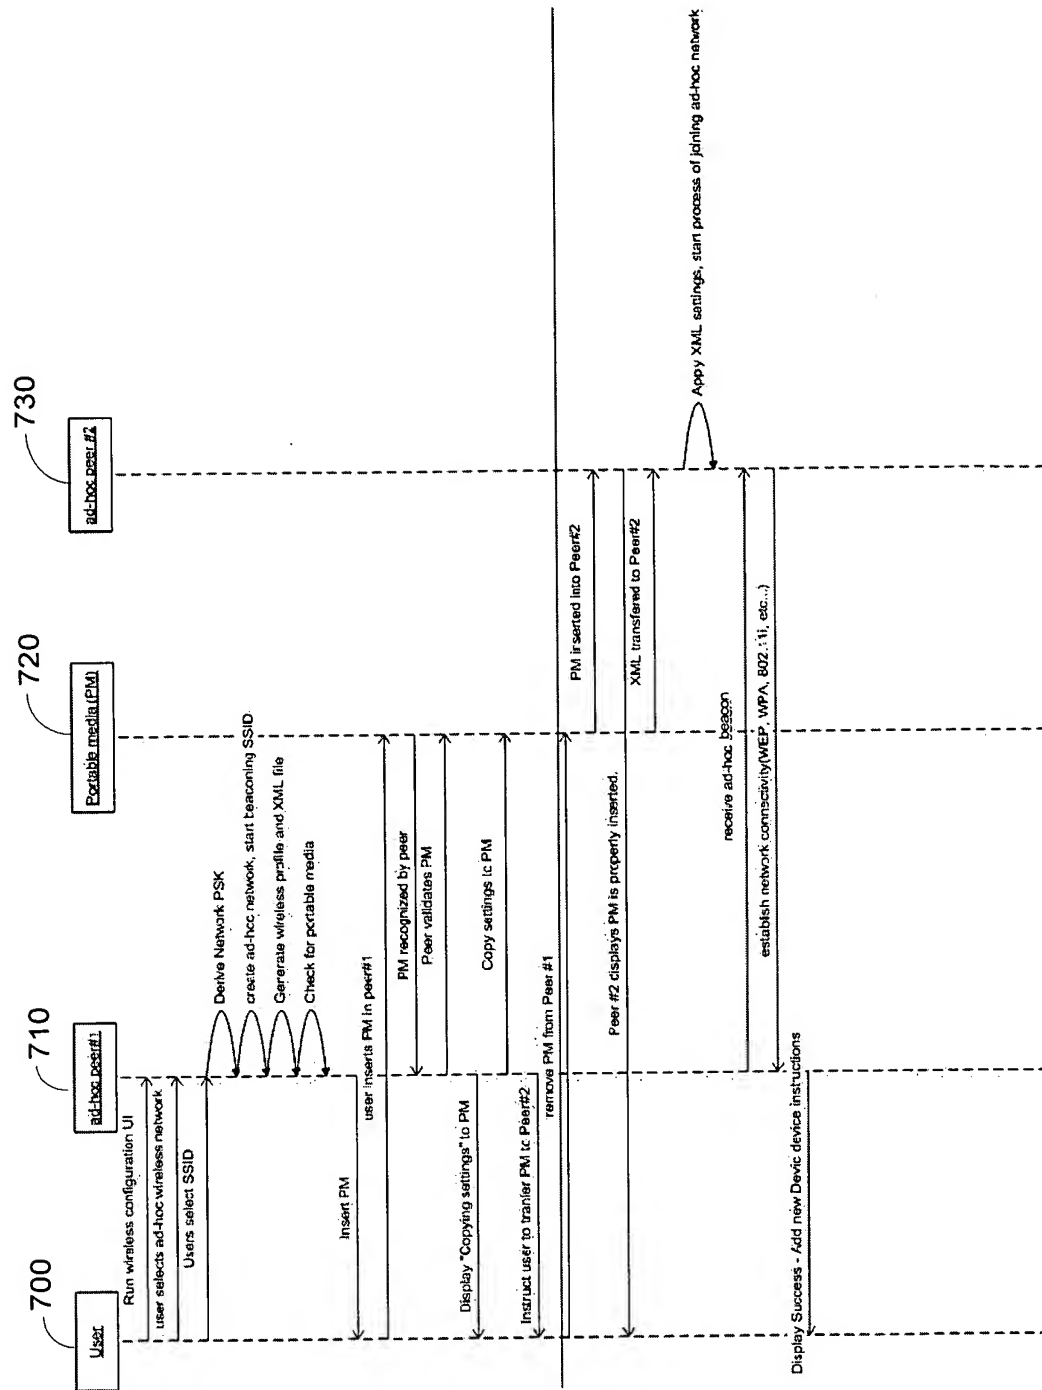 700
User
710
ad-hoc peer#1
720
Portable media (PM)
730
ad-hoc peer #2
Run wireless configuration UI
user selects ad-hoc wireless network
Users select SSID
Derive Network PSK
create ad-hoc network, start beaconing SSID
Generate wireless profile and XML file
Check for portable media
Insert PM
user inserts PM in peer#1
PM recognized by peer
Peer validates PM
Display "Copying settings" to PM
Copy settings to PM
Instruct user to tranfer PM to Peer#2
remove PM from Peer #1
PM inserted into Peer#2
Peer #2 displays PM is properly inserted.
XML transfered to Peer#2
Appy XML settings, start process of joining ad-hoc network
receive ad-hoc beacon
establish network connectivity(WEP, WPA, 802.11i, etc...)
Display Success - Add new Devic device instructions